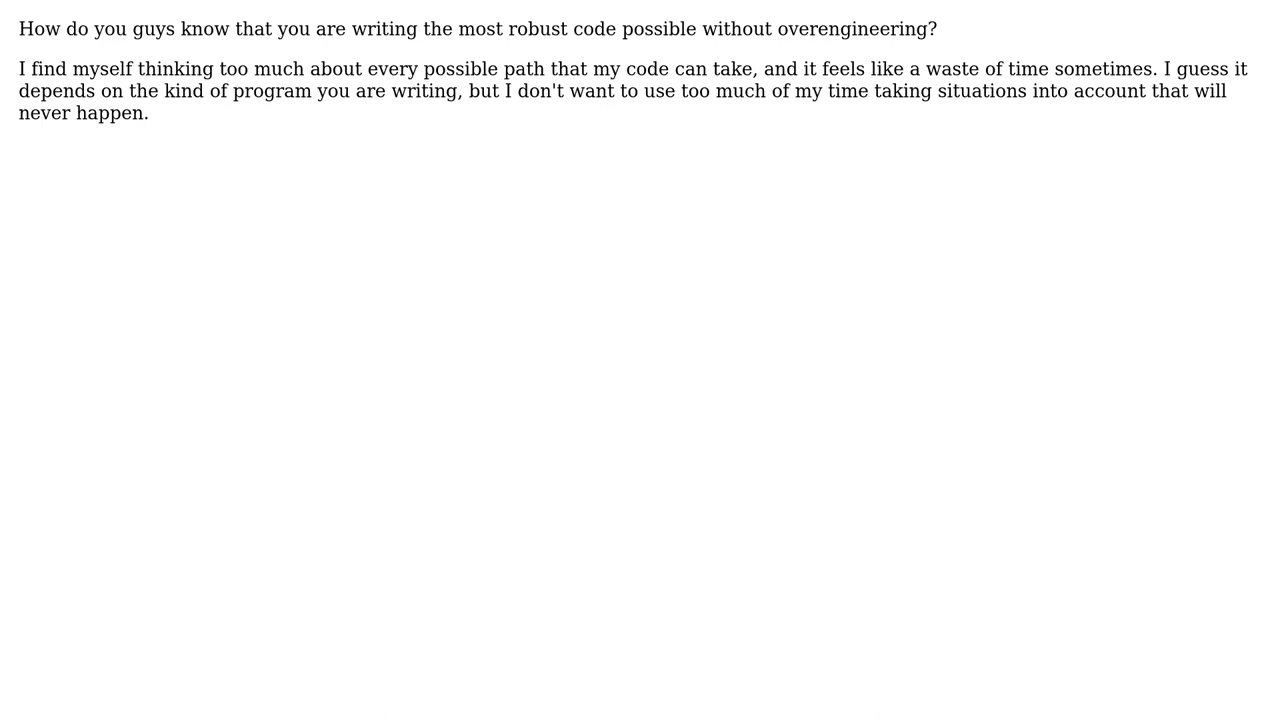 How do you guys know that you are writing the most robust code possible without overengineering?
I find myself thinking too much about every possible path that my code can take, and it feels like a waste of time sometimes. I guess it
depends on the kind of program you are writing, but I don't want to use too much of my time taking situations into account that will
never happen.